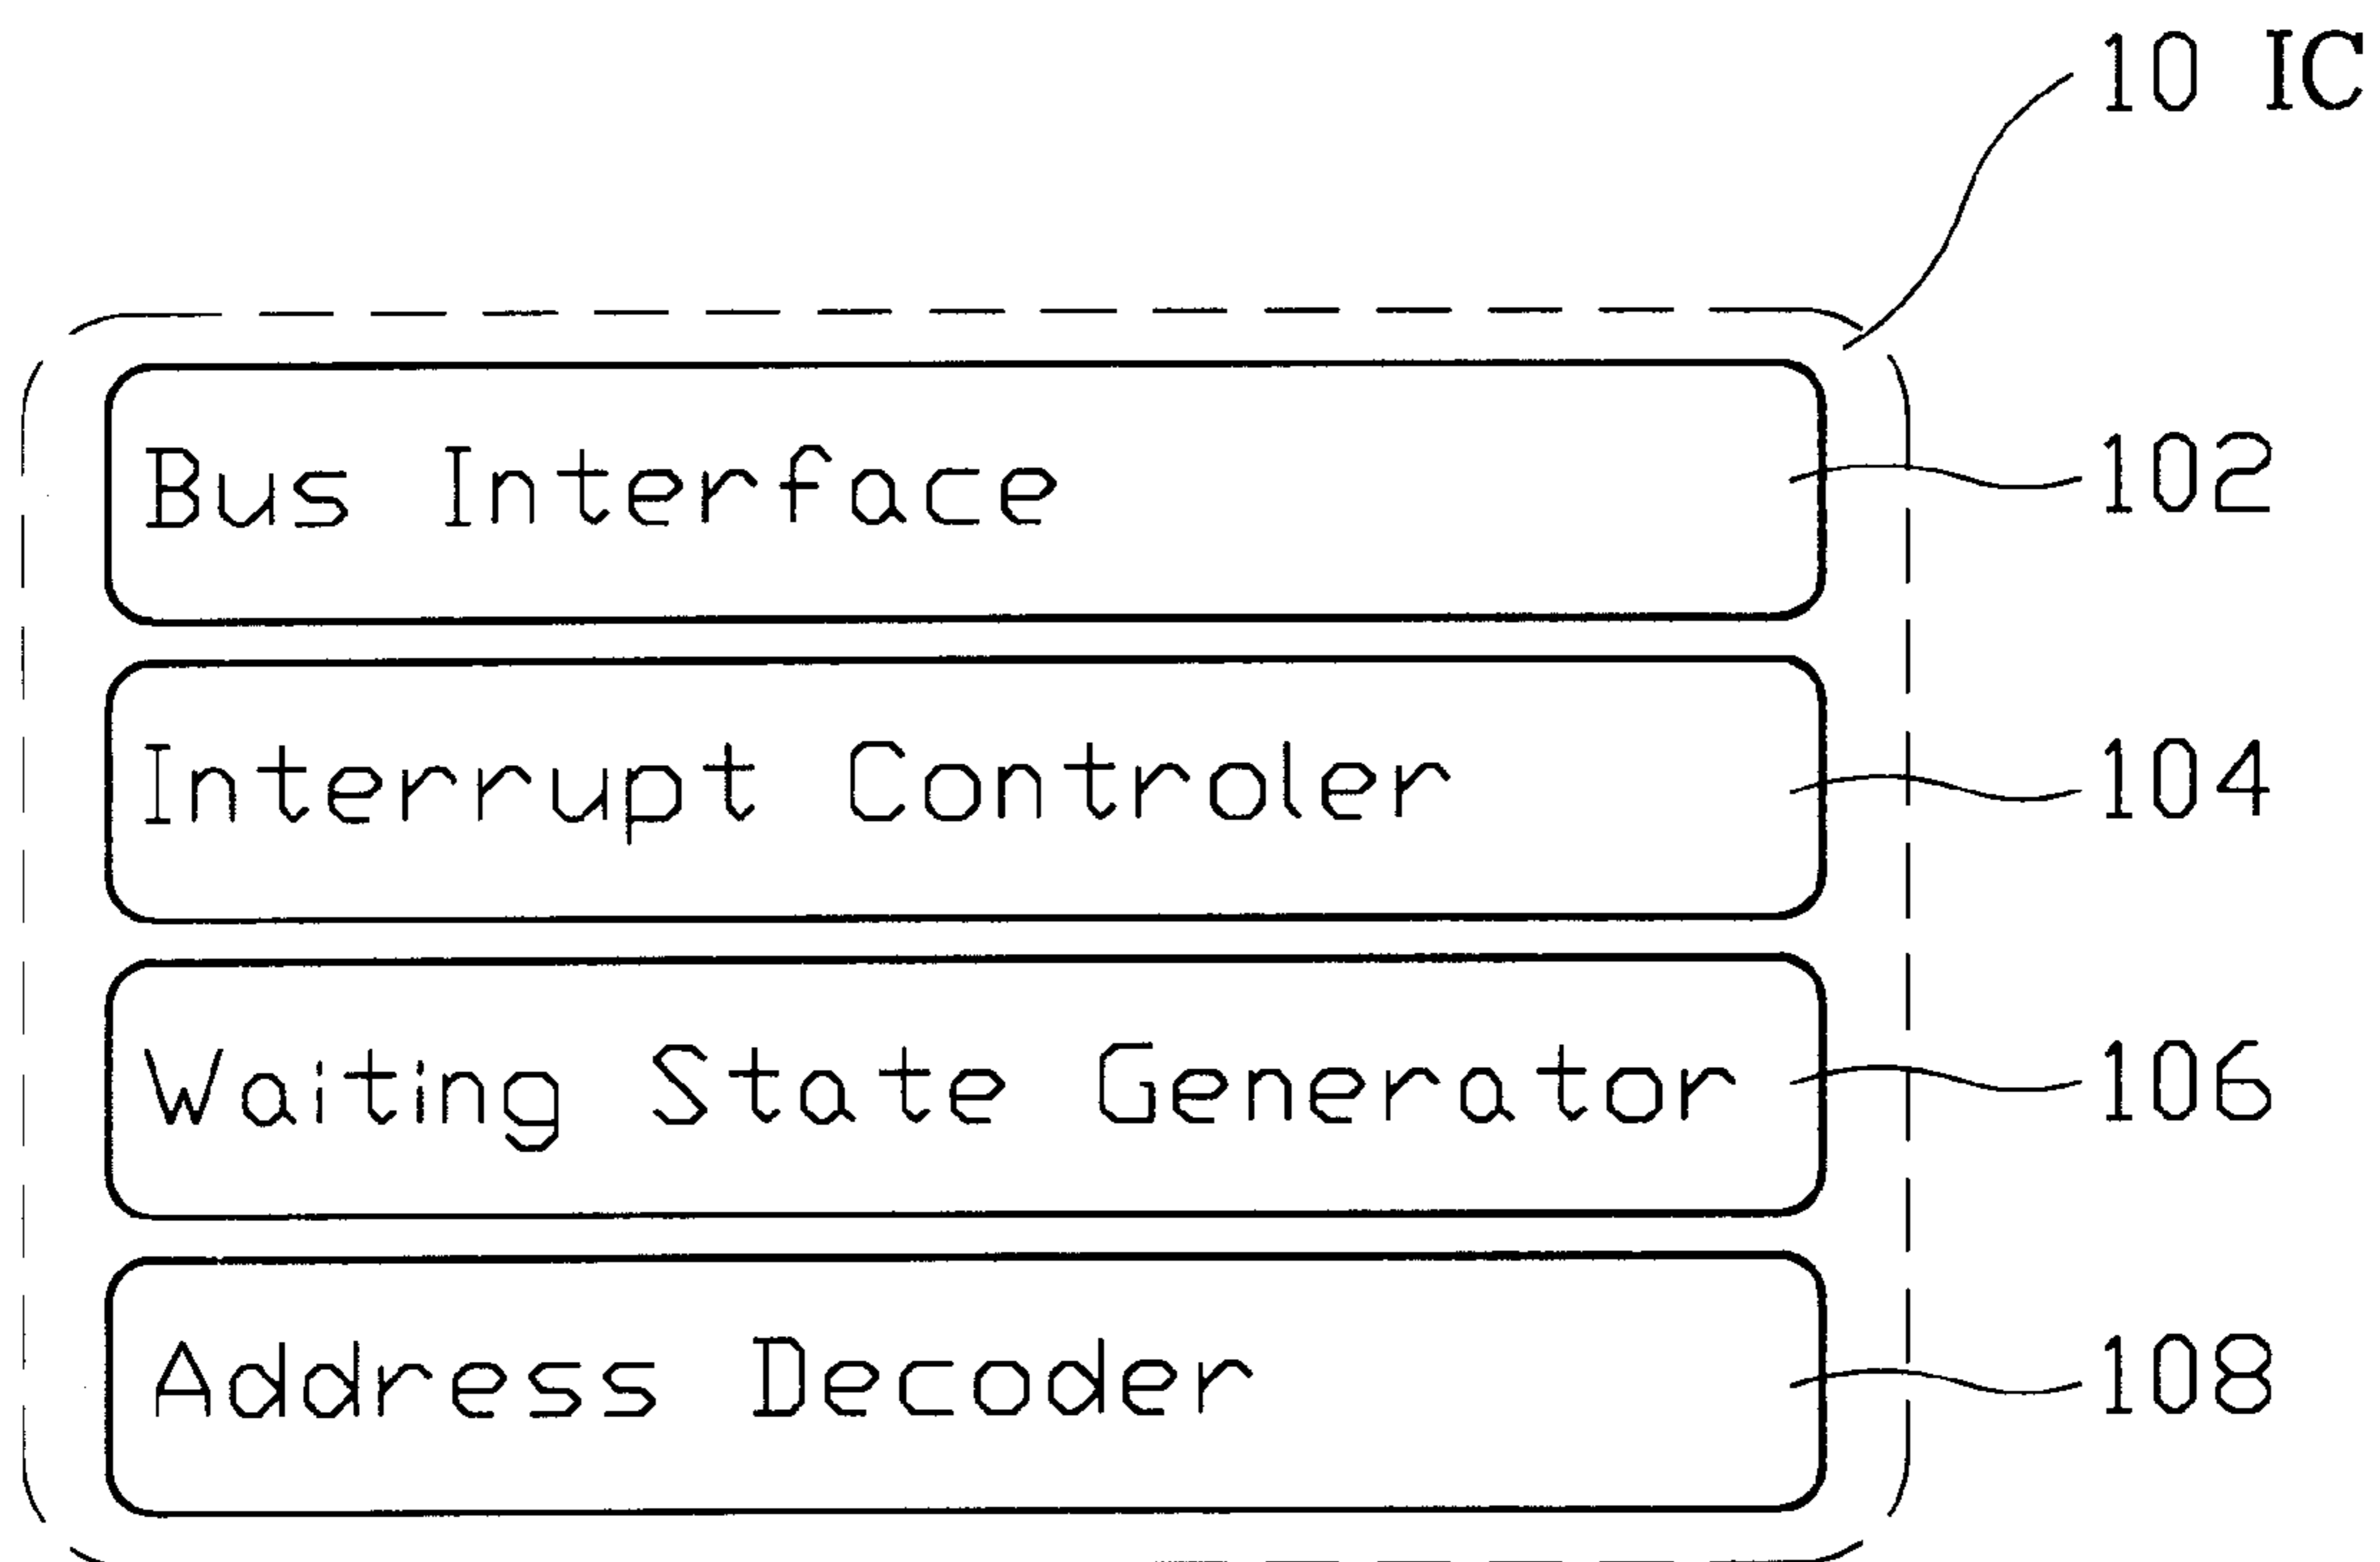 10 IC
Bus Interface 102
Interrupt Controler 104
Waiting State Generator 106
Address Decoder 108